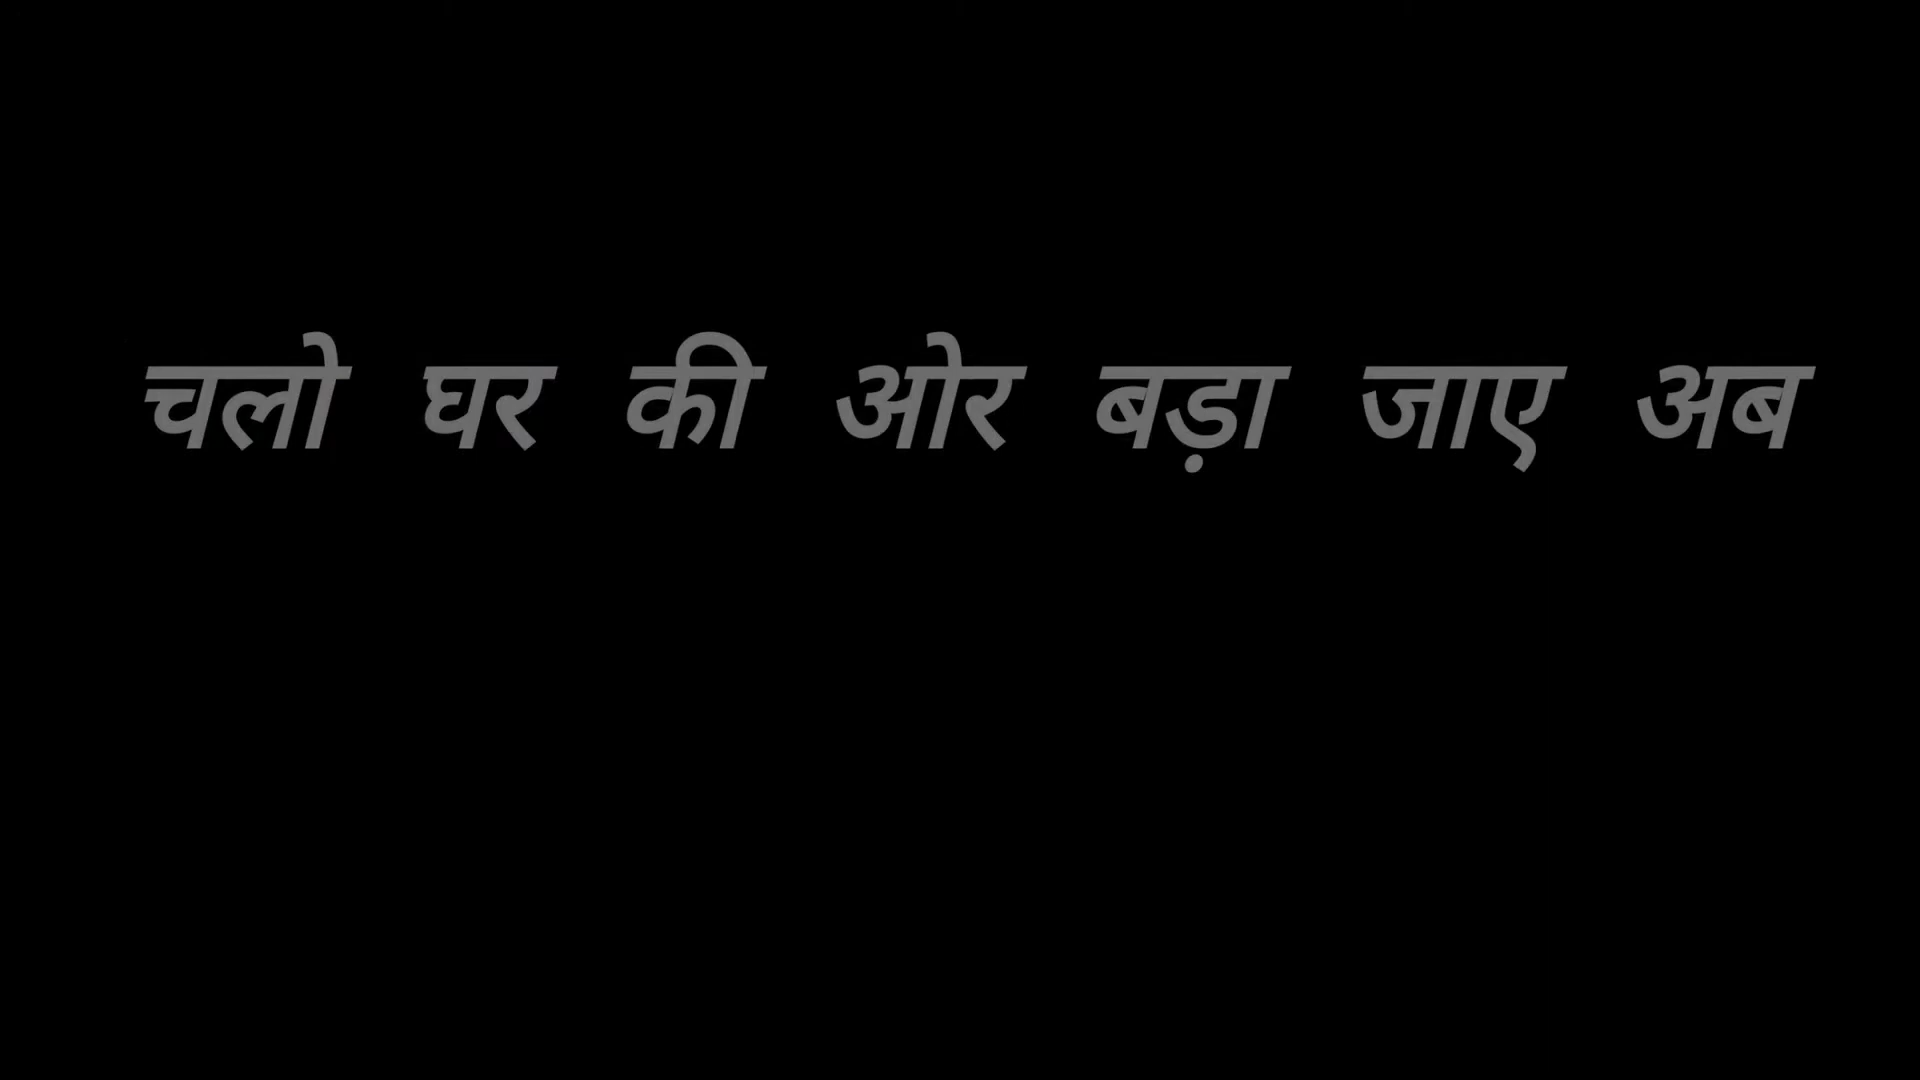 चलो घर की ओर बड़ा जाए अब